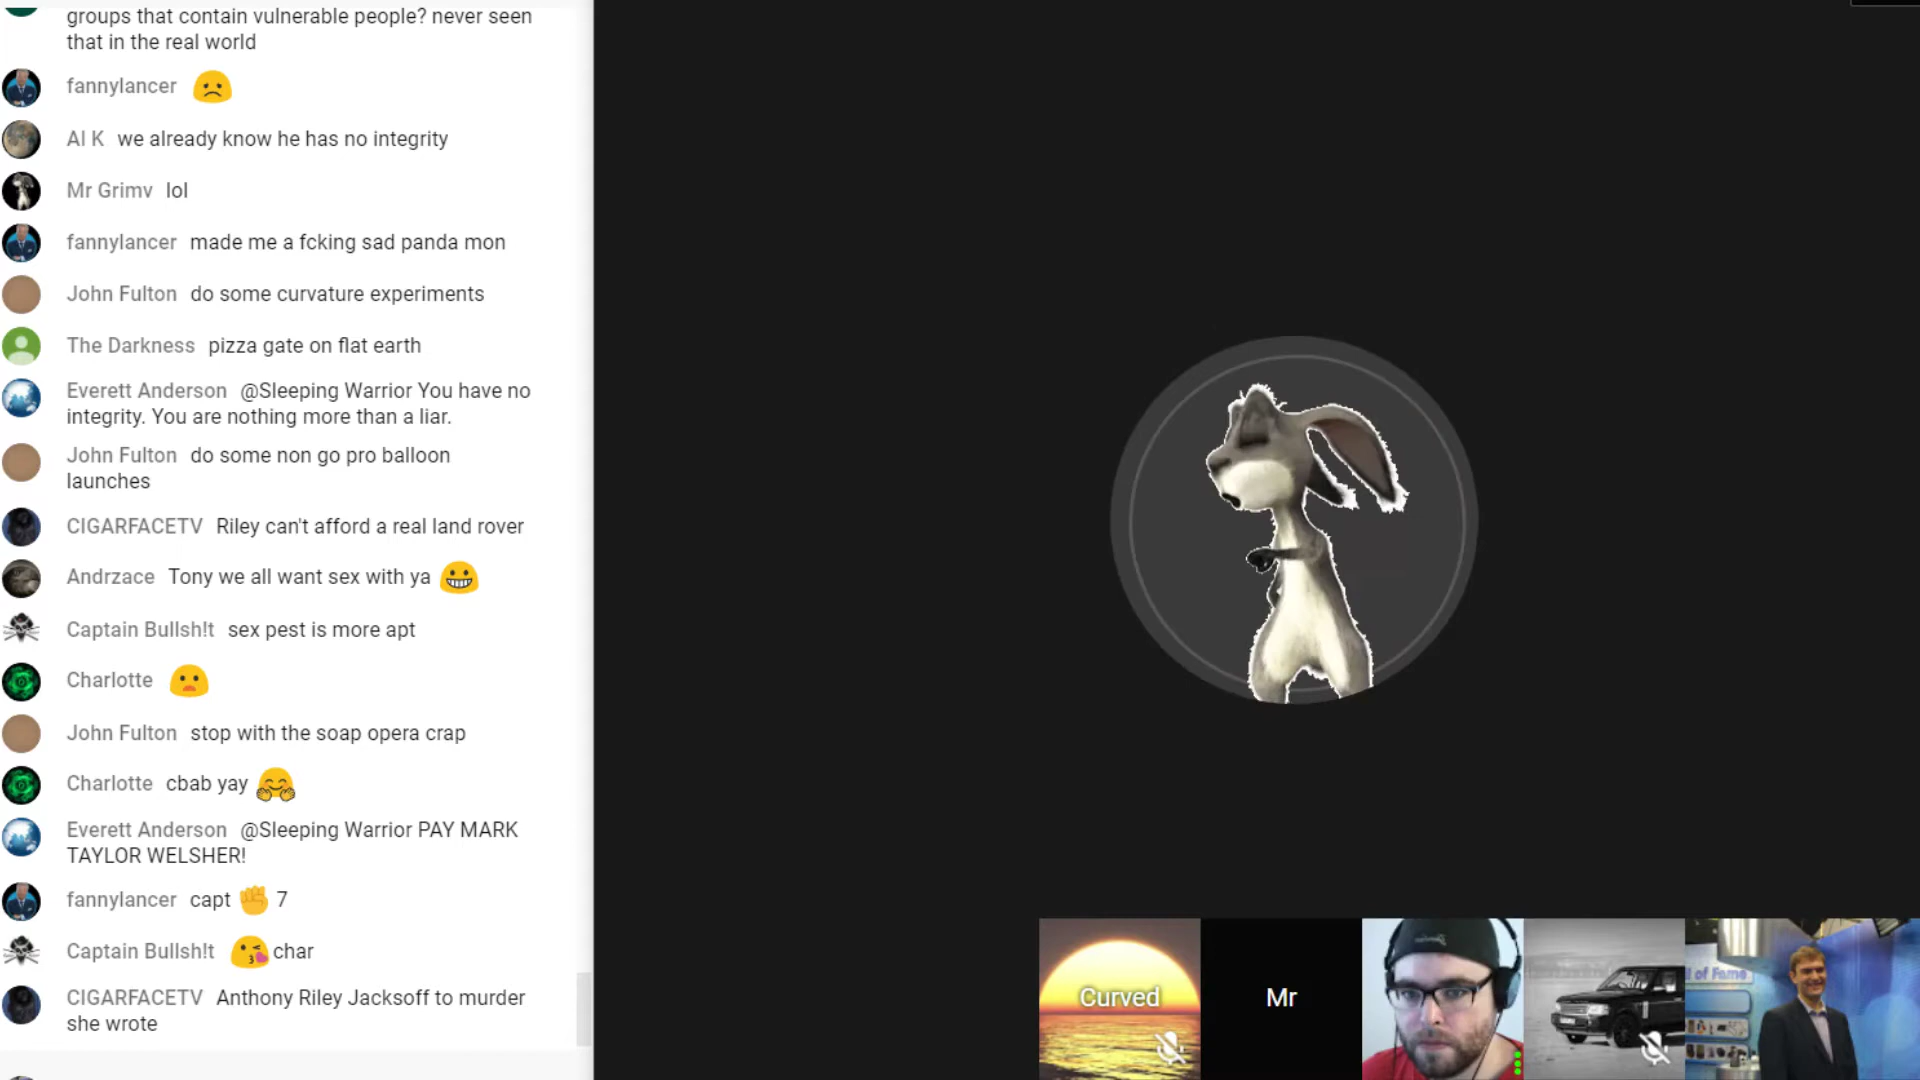 groups that contain vulnerable people? never seen
that in the real world
fannylancer
Al K we already know he has no integrity
Mr Grimv lol
fannylancer made me a fcking sad panda mon
John Fulton do some curvature experiments
The Darkness pizza gate on flat earth
Everett Anderson @Sleeping Warrior You have no
integrity. You are nothing more than a liar.
John Fulton do some non go pro balloon
launches
CIGARFACETV Riley can't afford a real land rover
Andrzace Tony we all want sex with ya
Captain Bullsh!t sex pest is more apt
Charlotte
John Fulton stop with the soap opera crap
Charlotte cbab yay
Everett Anderson @Sleeping Warrior PAY MARK
TAYLOR WELSHER!
fannylancer capt 7
Captain Bullsh!t char
CIGARFACETV Anthony Riley Jacksoff to murder
she wrote
Curved
Mr
l of Fame